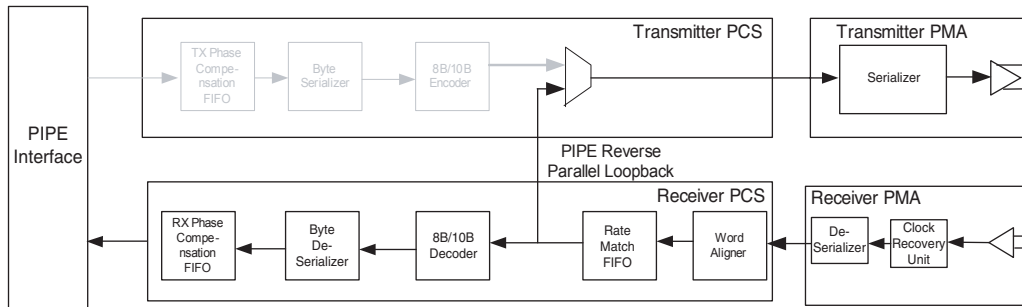 Transmitter PCS
Transmitter PMA
TX Phase
Compe-
nsation
FIFO
Byte
Serializer
8B/10B
Encoder
Serializer
PIPE
Interface
PIPE Reverse
Parallel Loopback
Receiver PCS
Receiver PMA
RX Phase
Compe-
nsation
FIFO
Byte
De-
Serializer
8B/10B
Decoder
Rate
Match
FIFO
Word
Aligner
De-
Serializer
Clock
Recovery
Unit